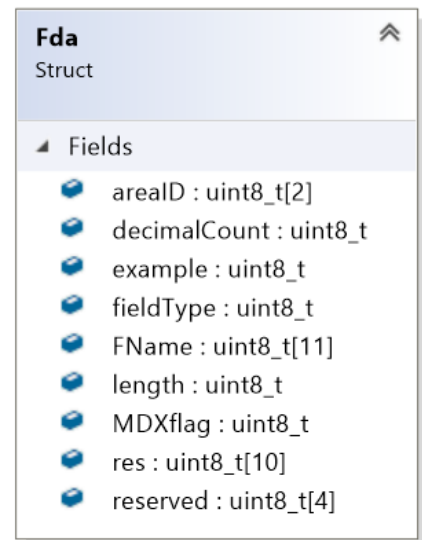 Fda
Struct
Fields
areaID : uint8_t[2]
decimalCount : uint8_t
example : uint8_t
fieldType : uint8_t
FName : uint8_t[11]
length : uint8_t
MDXflag : uint8_t
res : uint8_t[10]
reserved : uint8_t[4]